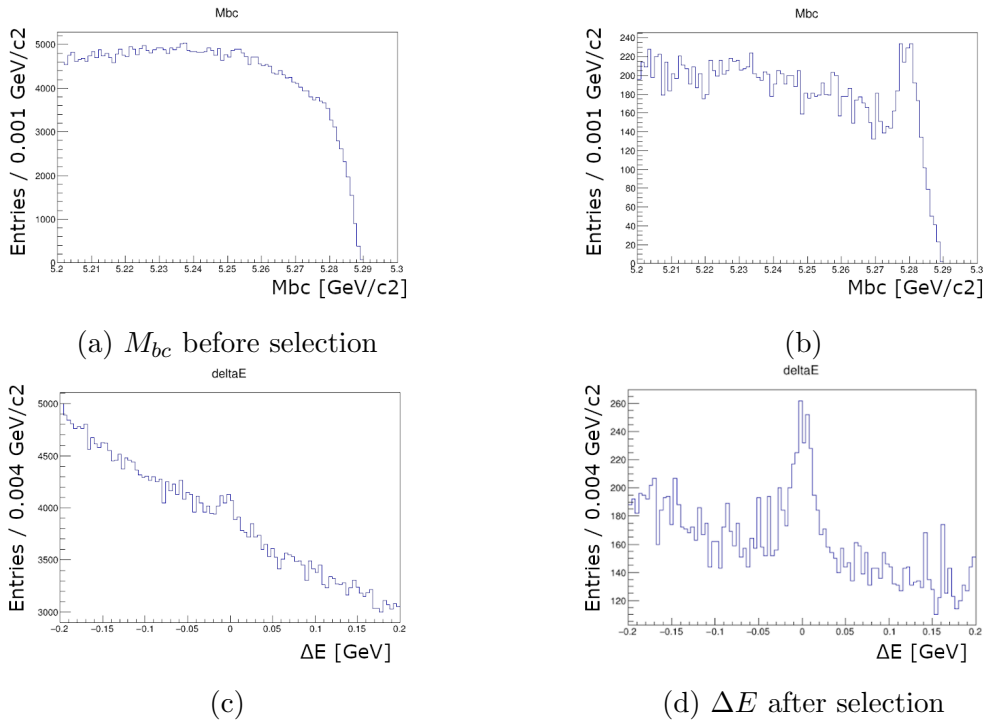 Mbc
Entries / 0.001 GeV/c2
5000
4000
3000
2000
1000
0
5.2 5.21 5.22 5.23 5.24 5.25 5.26 5.27 5.28 5.29 5.3
Mbc [GeV/c2]
(a) M_{bc} before selection
Mbc
Entries / 0.001 GeV/c2
240
220
200
180
160
140
120
100
80
60
40
20
0
5.2 5.21 5.22 5.23 5.24 5.25 5.26 5.27 5.28 5.29 5.3
Mbc [GeV/c2]
(b)
deltaE
Entries / 0.004 GeV/c2
5000
4500
4000
3500
3000
−0.2 −0.15 −0.1 −0.05 0 0.05 0.1 0.15 0.2
ΔE [GeV]
(c)
deltaE
Entries / 0.004 GeV/c2
260
240
220
200
180
160
140
120
−0.2 −0.15 −0.1 −0.05 0 0.05 0.1 0.15 0.2
ΔE [GeV]
(d) ΔE after selection